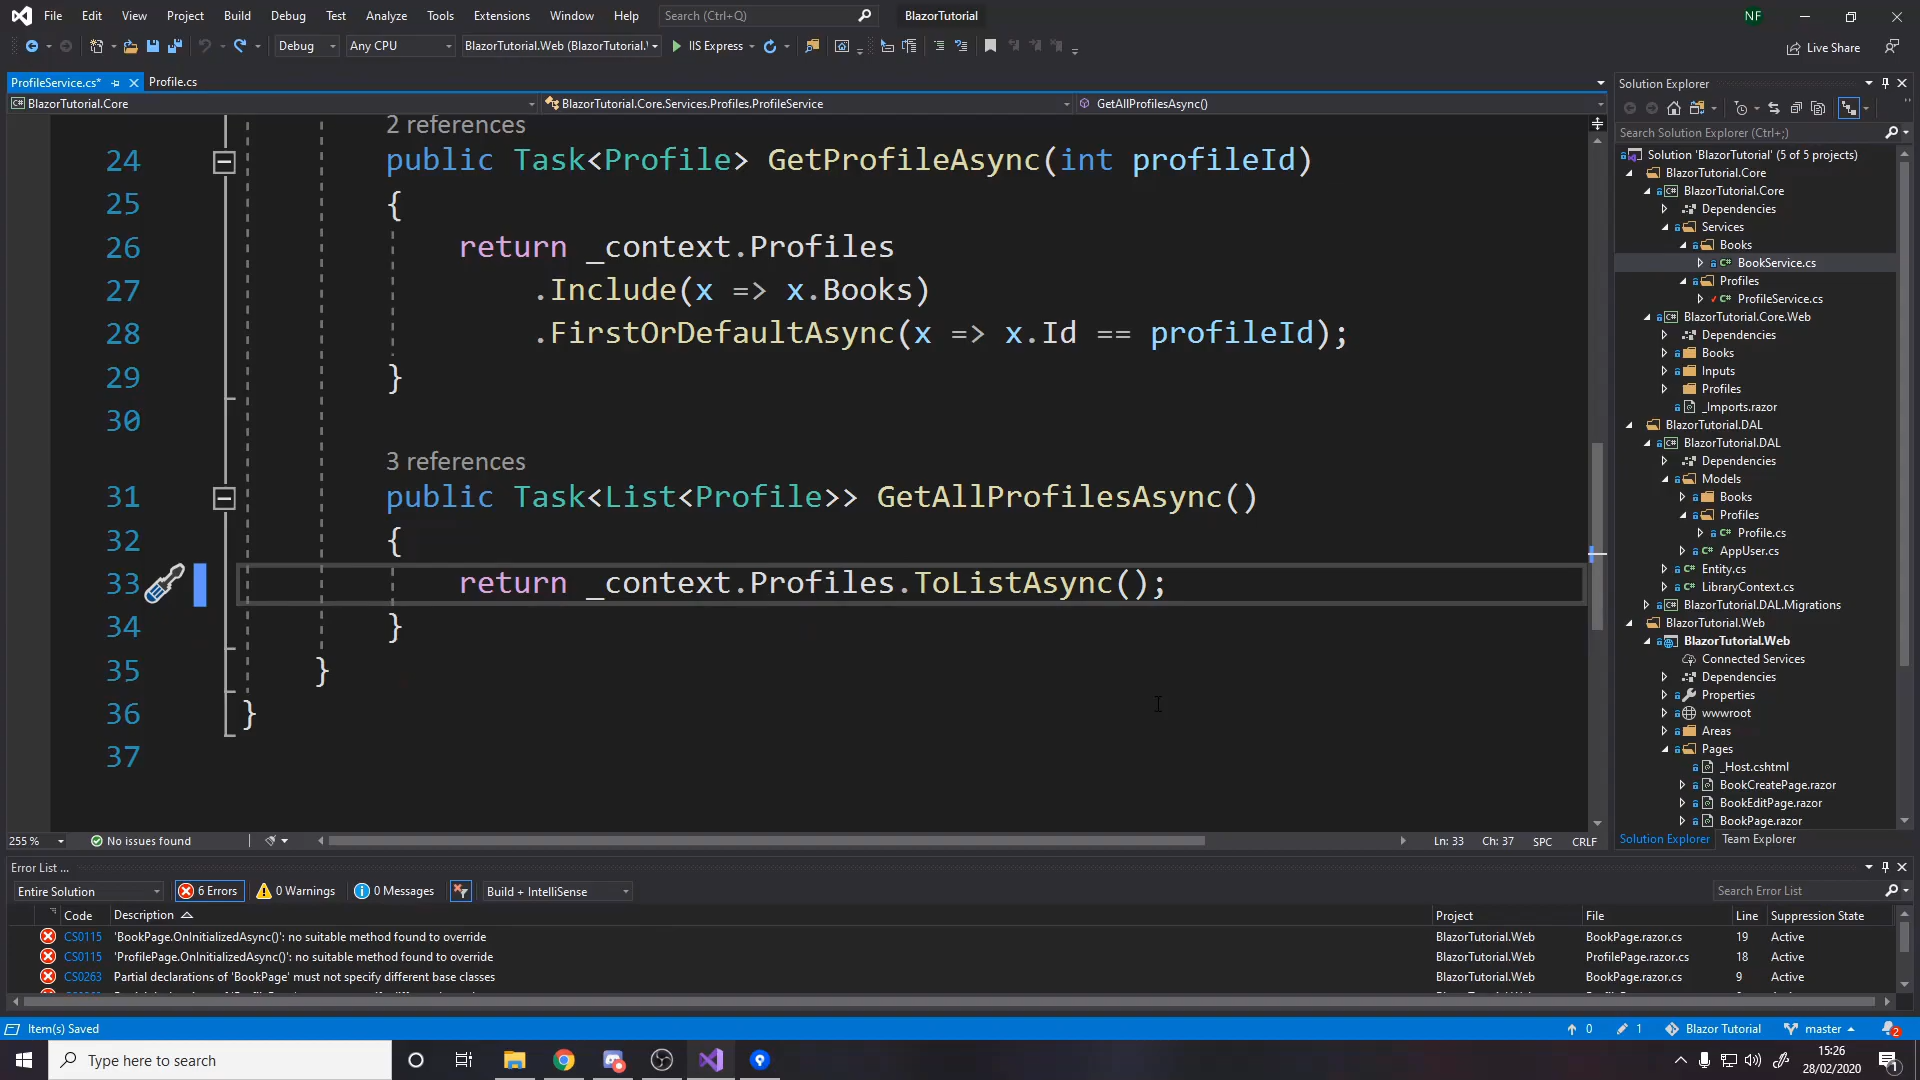 File Edit View Project Build Debug Test Analyze Tools Extensions Window Help Search (Ctrl+Q) BlazorTutorial NF
Debug Any CPU BlazorTutorial.Web (BlazorTutorial.\ IIS Express Live Share
ProfileService.cs* Profile.cs
BlazorTutorial.Core BlazorTutorial.Core.Services.Profiles.ProfileService GetAllProfilesAsync()
2 references
24 public Task<Profile> GetProfileAsync(int profileId)
25 {
26 return _context.Profiles
27 .Include(x => x.Books)
28 .FirstOrDefaultAsync(x => x.Id == profileId);
29 }
30
3 references
31 public Task<List<Profile>> GetAllProfilesAsync()
32 {
33 return _context.Profiles.ToListAsync();
34 }
35 }
36 }
37
255 % No issues found Ln: 33 Ch: 37 SPC CRLF
Solution Explorer
Search Solution Explorer (Ctrl+;)
Solution 'BlazorTutorial' (5 of 5 projects)
BlazorTutorial.Core
BlazorTutorial.Core
Dependencies
Services
Books
BookService.cs
Profiles
ProfileService.cs
BlazorTutorial.Core.Web
Dependencies
Books
Inputs
Profiles
_Imports.razor
BlazorTutorial.DAL
BlazorTutorial.DAL
Dependencies
Models
Books
Profiles
Profile.cs
AppUser.cs
Entity.cs
LibraryContext.cs
BlazorTutorial.DAL.Migrations
BlazorTutorial.Web
BlazorTutorial.Web
Connected Services
Dependencies
Properties
wwwroot
Areas
Pages
_Host.cshtml
BookCreatePage.razor
BookEditPage.razor
BookPage.razor
Solution Explorer Team Explorer
Error List ...
Entire Solution 6 Errors 0 Warnings 0 Messages Build + IntelliSense Search Error List
Code Description Project File Line Suppression State
CS0115 'BookPage.OnInitializedAsync()': no suitable method found to override BlazorTutorial.Web BookPage.razor.cs 19 Active
CS0115 'ProfilePage.OnInitializedAsync()': no suitable method found to override BlazorTutorial.Web ProfilePage.razor.cs 18 Active
CS0263 Partial declarations of 'BookPage' must not specify different base classes BlazorTutorial.Web BookPage.razor.cs 9 Active
Item(s) Saved 0 1 Blazor Tutorial master 2
Type here to search 15:26
28/02/2020 1